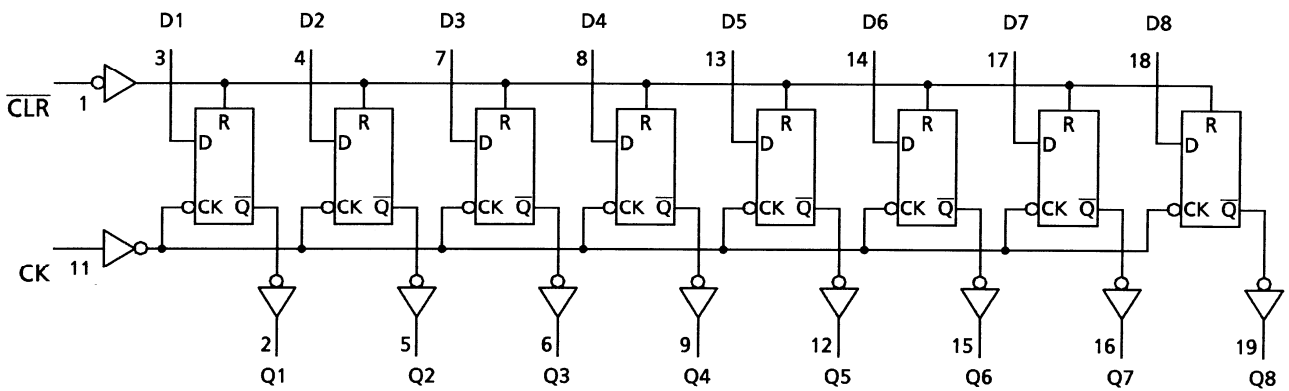 D1 D2 D3 D4 D5 D6 D7 D8
3 4 7 8 13 14 17 18
C̅L̅R̅ 1
R R R R R R R R
D D D D D D D D
CK Q̅ CK Q̅ CK Q̅ CK Q̅ CK Q̅ CK Q̅ CK Q̅ CK Q̅
CK 11
2 5 6 9 12 15 16 19
Q1 Q2 Q3 Q4 Q5 Q6 Q7 Q8